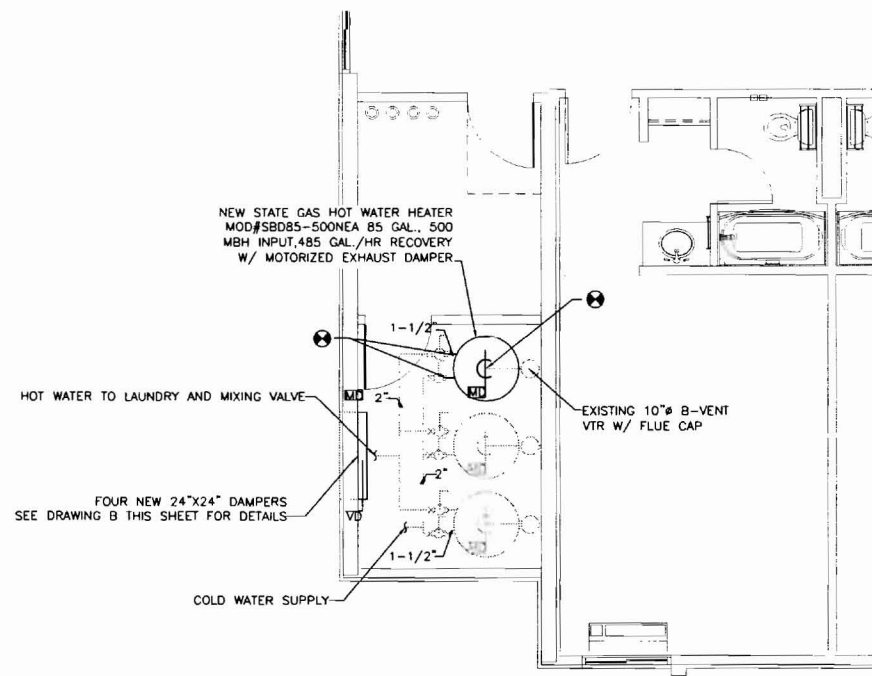 NEW STATE GAS HOT WATER HEATER
MOD#SBD85-500NEA 85 GAL., 500
MBH INPUT,485 GAL./HR RECOVERY
W/ MOTORIZED EXHAUST DAMPER
1-1/2"
MD
MD
HOT WATER TO LAUNDRY AND MIXING VALVE
2"
EXISTING 10"ø B-VENT
VTR W/ FLUE CAP
MD
2"
FOUR NEW 24"X24" DAMPERS
SEE DRAWING B THIS SHEET FOR DETAILS
VD
MD
1-1/2"
COLD WATER SUPPLY